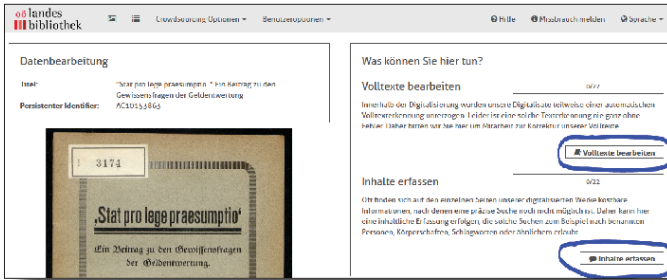 oö landes
bibliothek
Crowdsourcing Optionen
Benutzeroptionen
Hilfe
Missbrauch melden
Sprache
Datenbearbeitung
Titel:
"Stat pro lege praesumptio." Ein Beitrag zu den
Gewissensfragen der Geldentwertung
Persistenter Identifier:
AC10153863
3174
„Stat pro lege praesumptio“
Ein Beitrag zu den Gewissensfragen
der Geldentwertung.
Was können Sie hier tun?
Volltexte bearbeiten
0/22
Innerhalb der Digitalisierung wurden unsere Digitalisate teilweise einer automatischen
Volltexterkennung unterzogen. Leider ist eine solche Texterkennung nie ganz ohne
Fehler. Daher bitten wir Sie hier um Mitarbeit zur Korrektur unserer Volltexte.
Volltexte bearbeiten
Inhalte erfassen
0/22
Oft finden sich auf den einzelnen Seiten unserer digitalisierten Werke kostbare
Informationen, nach denen eine präzise Suche noch nicht möglich ist. Daher kann hier
eine inhaltliche Erfassung erfolgen, die solche Suchen zum Beispiel nach benannten
Personen, Körperschaften, Schlagworten oder ähnlichem erlaubt.
Inhalte erfassen